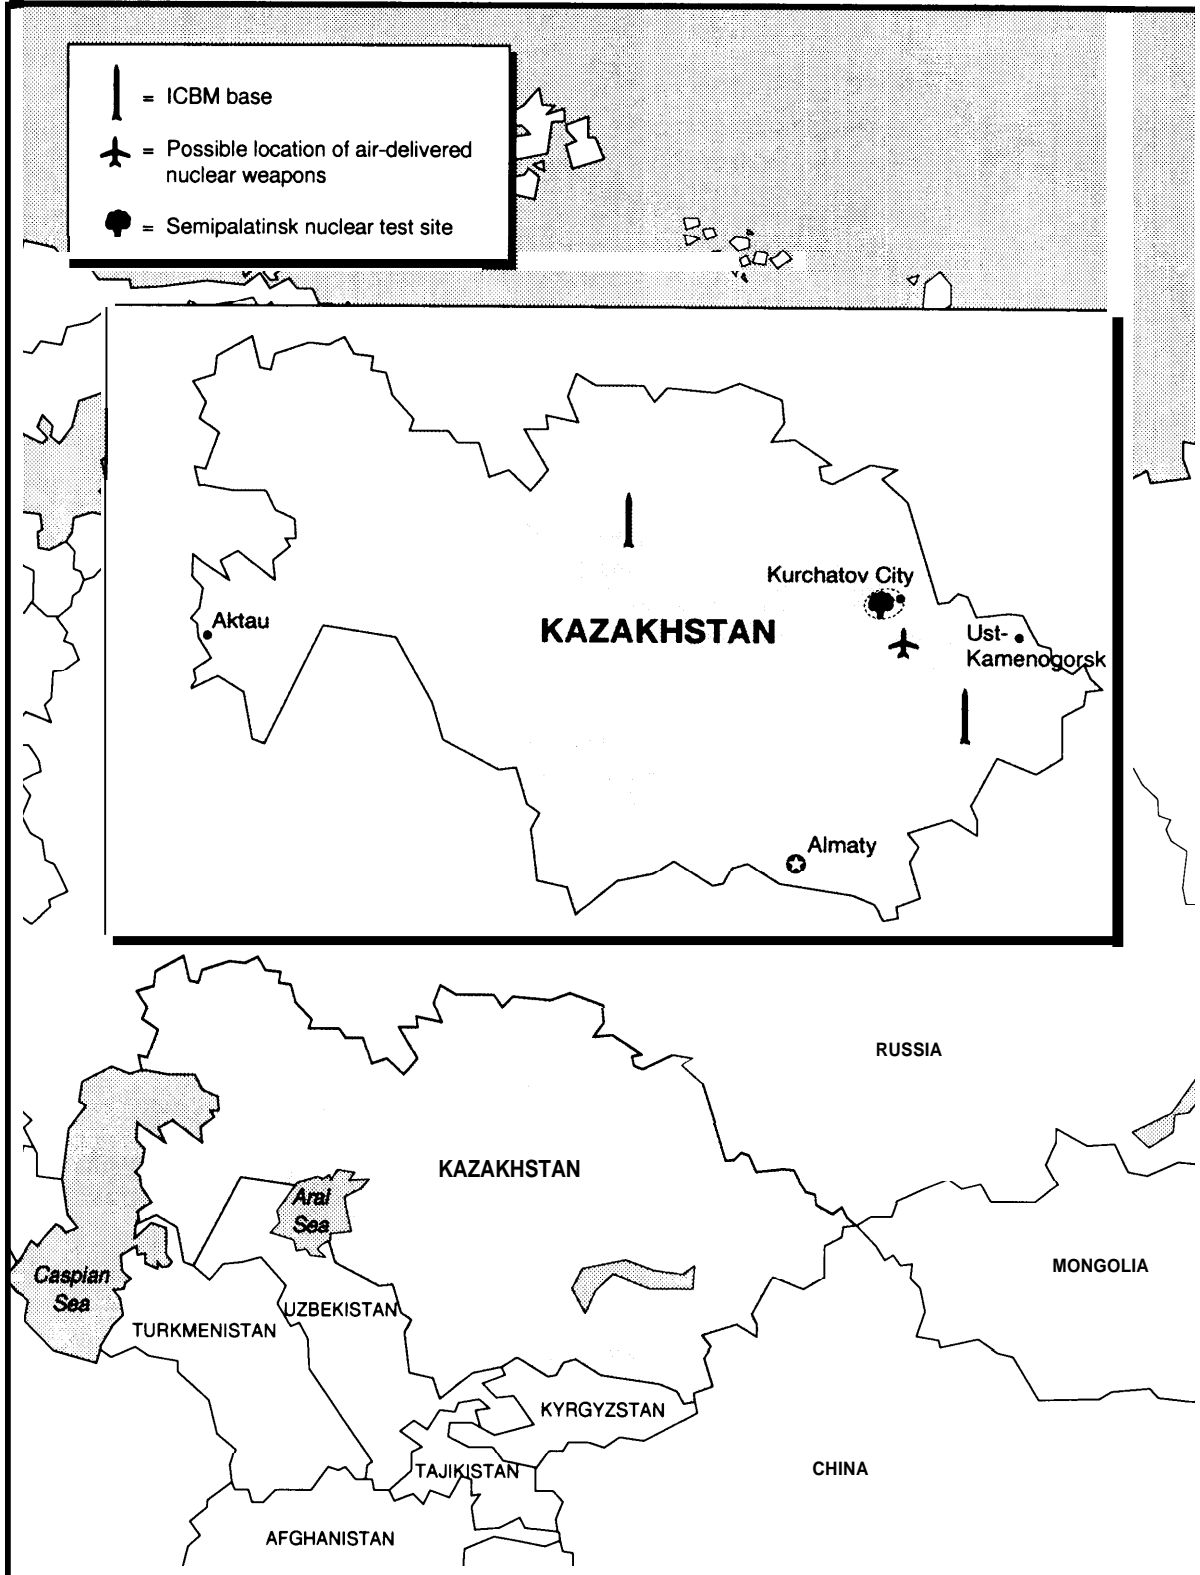 = ICBM base
= Possible location of air-delivered
nuclear weapons
= Semipalatinsk nuclear test site
Kurchatov City
Aktau
KAZAKHSTAN
Ust-
Kamenogorsk
Almaty
RUSSIA
KAZAKHSTAN
Aral
Sea
MONGOLIA
Caspian
Sea
UZBEKISTAN
TURKMENISTAN
KYRGYZSTAN
TAJIKISTAN
CHINA
AFGHANISTAN